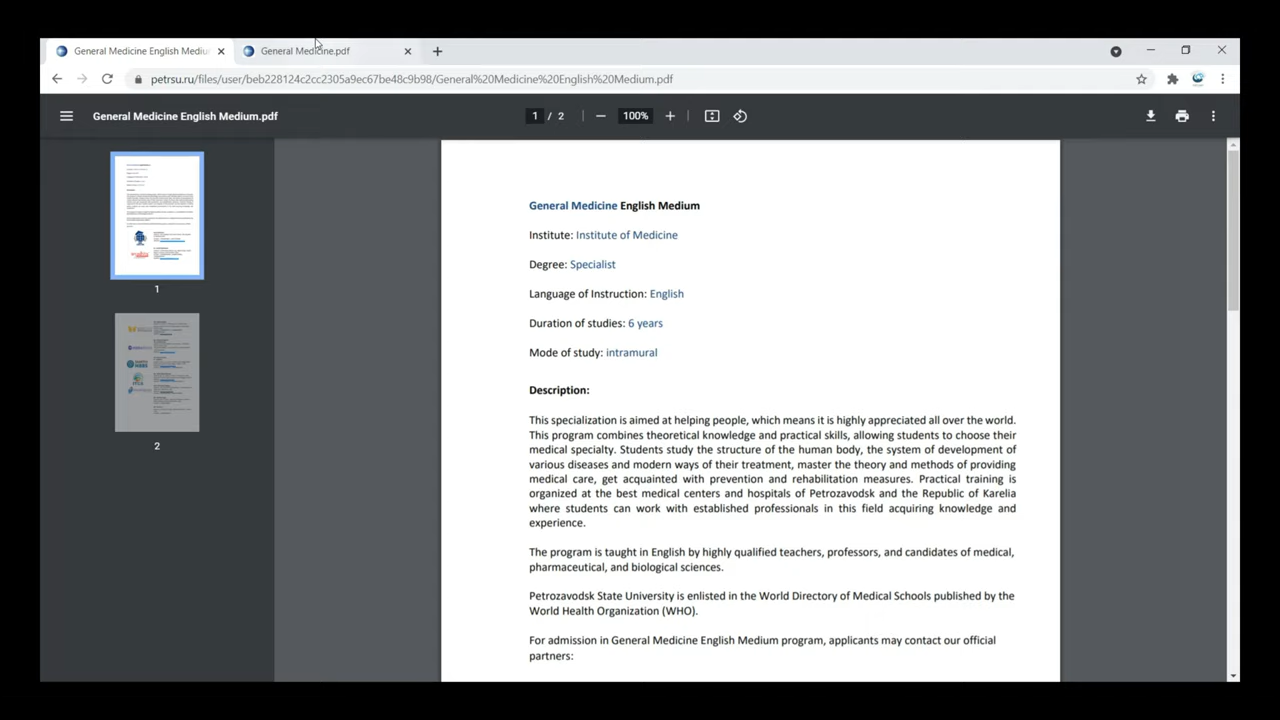 General Medicine English Mediu
General Medicine.pdf
petrsu.ru/files/user/beb228124c2cc2305a9ec67be48c9b98/General%20Medicine%20English%20Medium.pdf
General Medicine English Medium.pdf
1 / 2
100%
1
2
General Medicine English Medium
Institute: Institute of Medicine
Degree: Specialist
Language of Instruction: English
Duration of studies: 6 years
Mode of study: intramural
Description:
This specialization is aimed at helping people, which means it is highly appreciated all over the world.
This program combines theoretical knowledge and practical skills, allowing students to choose their
medical specialty. Students study the structure of the human body, the system of development of
various diseases and modern ways of their treatment, master the theory and methods of providing
medical care, get acquainted with prevention and rehabilitation measures. Practical training is
organized at the best medical centers and hospitals of Petrozavodsk and the Republic of Karelia
where students can work with established professionals in this field acquiring knowledge and
experience.
The program is taught in English by highly qualified teachers, professors, and candidates of medical,
pharmaceutical, and biological sciences.
Petrozavodsk State University is enlisted in the World Directory of Medical Schools published by the
World Health Organization (WHO).
For admission in General Medicine English Medium program, applicants may contact our official
partners: